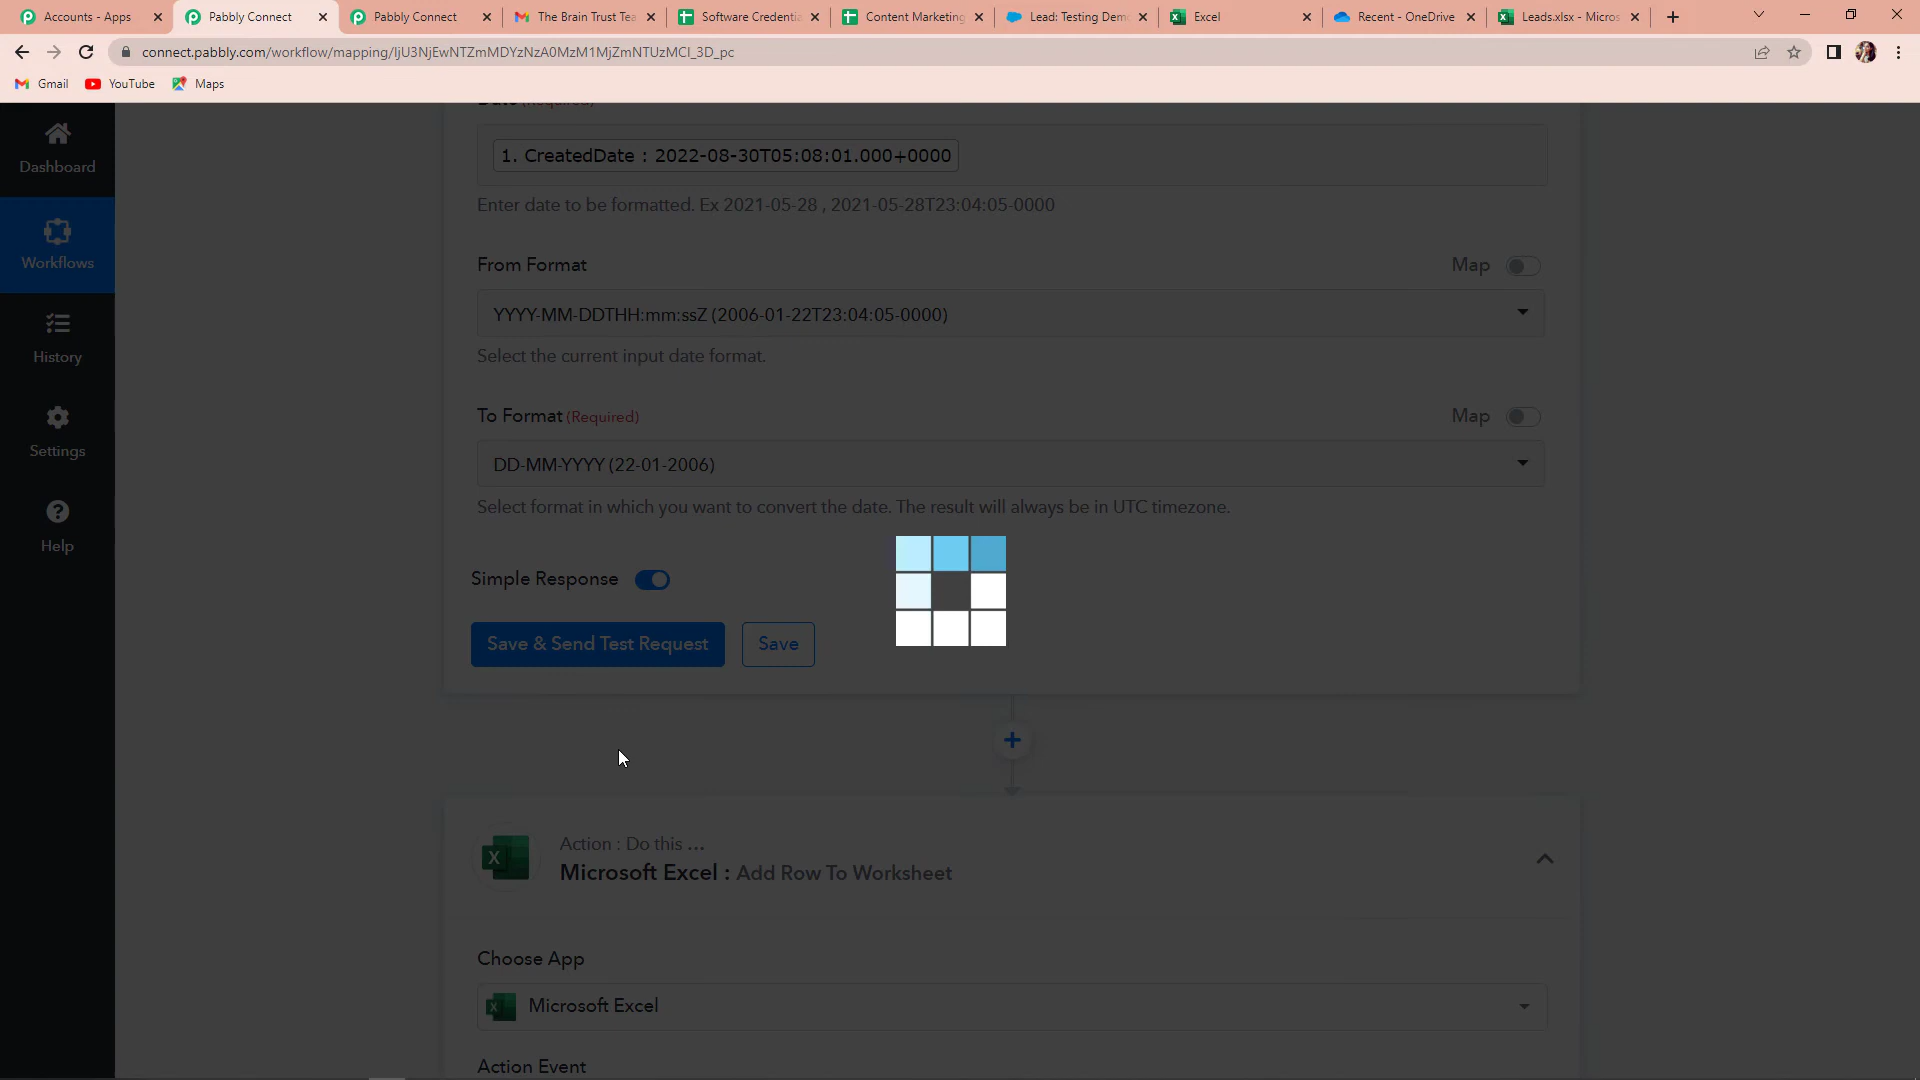 Accounts - Apps
Pabbly Connect
Pabbly Connect
The Brain Trust Tea
Software Credentia
Content Marketing
Lead: Testing Demo
Excel
Recent - OneDrive
Leads.xlsx - Micros
connect.pabbly.com/workflow/mapping/IjU3NjEwNTZmMDYzNzA0MzM1MjZmNTUzMCI_3D_pc
Gmail
YouTube
Maps
Dashboard
Workflows
History
Settings
Help
Date (Required)
1. CreatedDate : 2022-08-30T05:08:01.000+0000
Enter date to be formatted. Ex 2021-05-28 , 2021-05-28T23:04:05-0000
From Format
Map
YYYY-MM-DDTHH:mm:ssZ (2006-01-22T23:04:05-0000)
Select the current input date format.
To Format (Required)
Map
DD-MM-YYYY (22-01-2006)
Select format in which you want to convert the date. The result will always be in UTC timezone.
Simple Response
Save & Send Test Request
Save
Action : Do this ...
Microsoft Excel : Add Row To Worksheet
Choose App
Microsoft Excel
Action Event